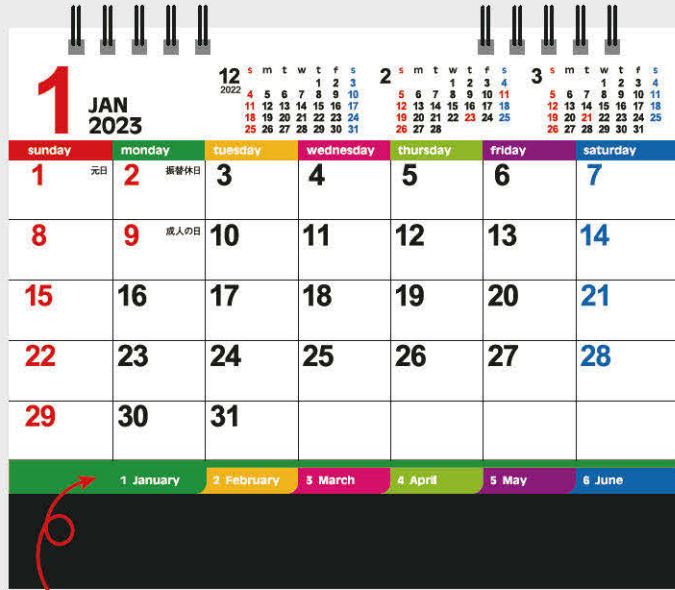 1
JAN
2023
12
2022
s m t w t f s
1 2 3
4 5 6 7 8 9 10
11 12 13 14 15 16 17
18 19 20 21 22 23 24
25 26 27 28 29 30 31
2
s m t w t f s
1 2 3 4
5 6 7 8 9 10 11
12 13 14 15 16 17 18
19 20 21 22 23 24 25
26 27 28
3
s m t w t f s
1 2 3 4
5 6 7 8 9 10 11
12 13 14 15 16 17 18
19 20 21 22 23 24 25
26 27 28 29 30 31
sunday monday tuesday wednesday thursday friday saturday
1 元日 2 振替休日 3 4 5 6 7
8 9 成人の日 10 11 12 13 14
15 16 17 18 19 20 21
22 23 24 25 26 27 28
29 30 31
1 January 2 February 3 March 4 April 5 May 6 June